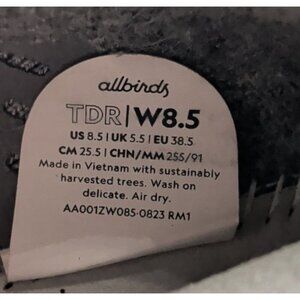 allbirds
TDR|W8.5
US 8.5 | UK 5.5 | EU 38.5
CM 25.5 | CHN/MM 255/91
Made in Vietnam with sustainably
harvested trees. Wash on
delicate. Air dry.
AA001ZW085-0823 RM1